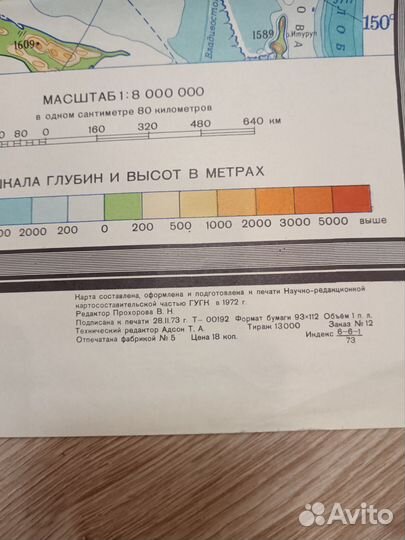 1609
Владивосток
1589
о. Итуруп
О В А
Е Л О Б
150°
МАСШТАБ 1:8 000 000
в одном сантиметре 80 километров
0 80 0 160 320 480 640 км
КАЛА ГЛУБИН И ВЫСОТ В МЕТРАХ
00 2000 200 0 200 500 1000 2000 3000 5000 выше
Карта составлена, оформлена и подготовлена к печати Научно-редакционной
картосоставительской частью ГУГК в 1972 г.
Редактор Прохорова В. Н.
Подписана к печати 28.II.73 г. Т—00192 Формат бумаги 93×112 Объём 1 п. л.
Технический редактор Адсон Т. А. Тираж 13000 Заказ № 12
Отпечатана фабрикой № 5 Цена 18 коп. Индекс 6-6-1/73
Avito